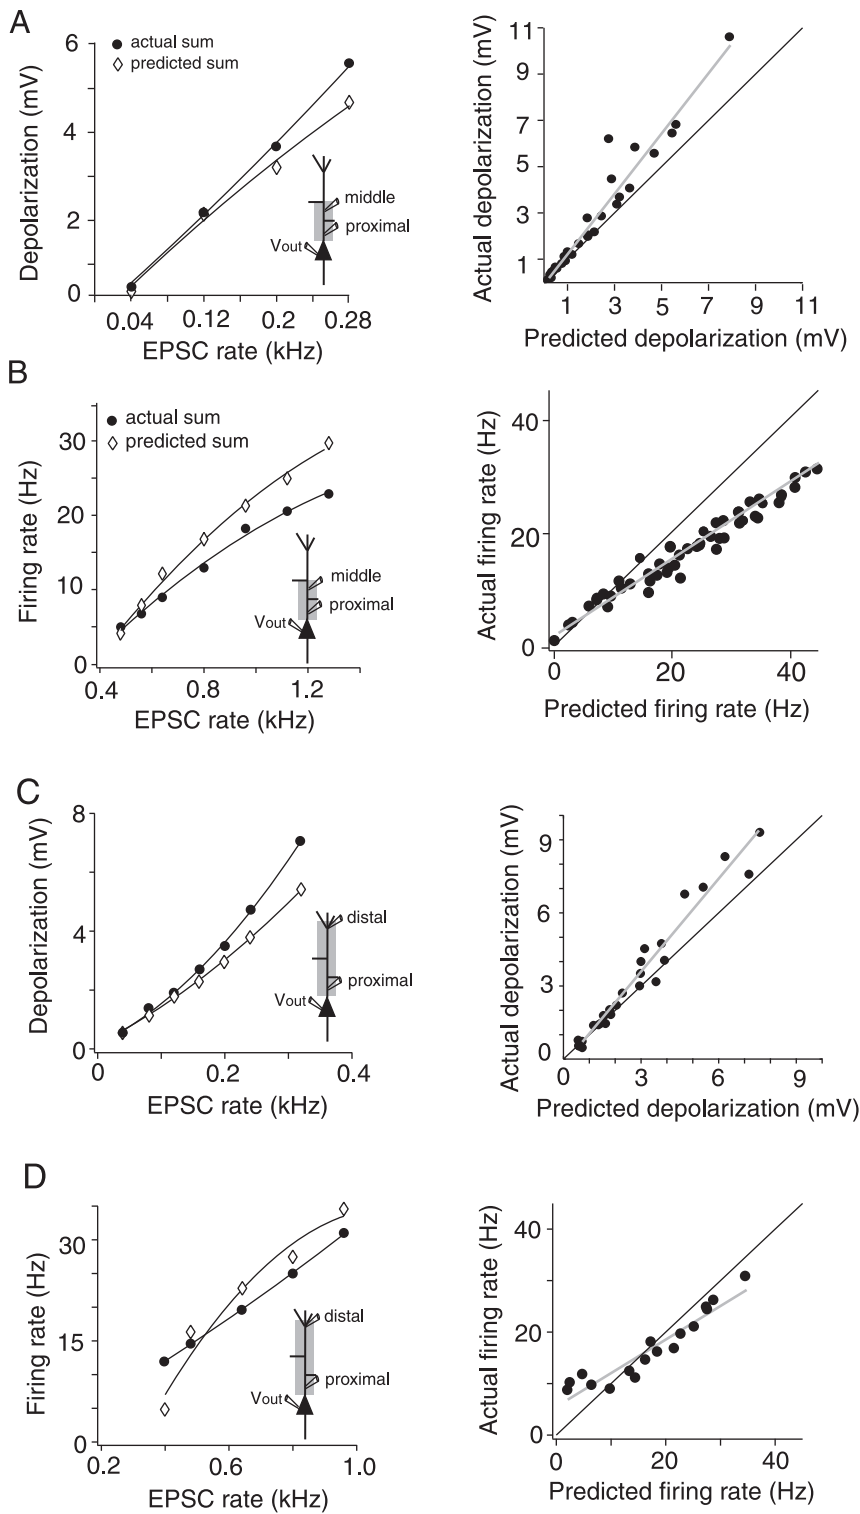 A
Depolarization (mV)
6
4
2
0
actual sum
predicted sum
middle
proximal
Vout
0.04 0.12 0.2 0.28
EPSC rate (kHz)
Actual depolarization (mV)
11
9
7
5
3
1
1 3 5 7 9 11
Predicted depolarization (mV)
B
Firing rate (Hz)
30
20
10
0
actual sum
predicted sum
middle
proximal
Vout
0.4 0.8 1.2
EPSC rate (kHz)
Actual firing rate (Hz)
40
20
0
0 20 40
Predicted firing rate (Hz)
C
Depolarization (mV)
8
4
0
distal
proximal
Vout
0 0.2 0.4
EPSC rate (kHz)
Actual depolarization (mV)
9
6
3
0
0 3 6 9
Predicted depolarization (mV)
D
Firing rate (Hz)
30
15
0
distal
proximal
Vout
0.2 0.6 1.0
EPSC rate (kHz)
Actual firing rate (Hz)
40
20
0
0 20 40
Predicted firing rate (Hz)